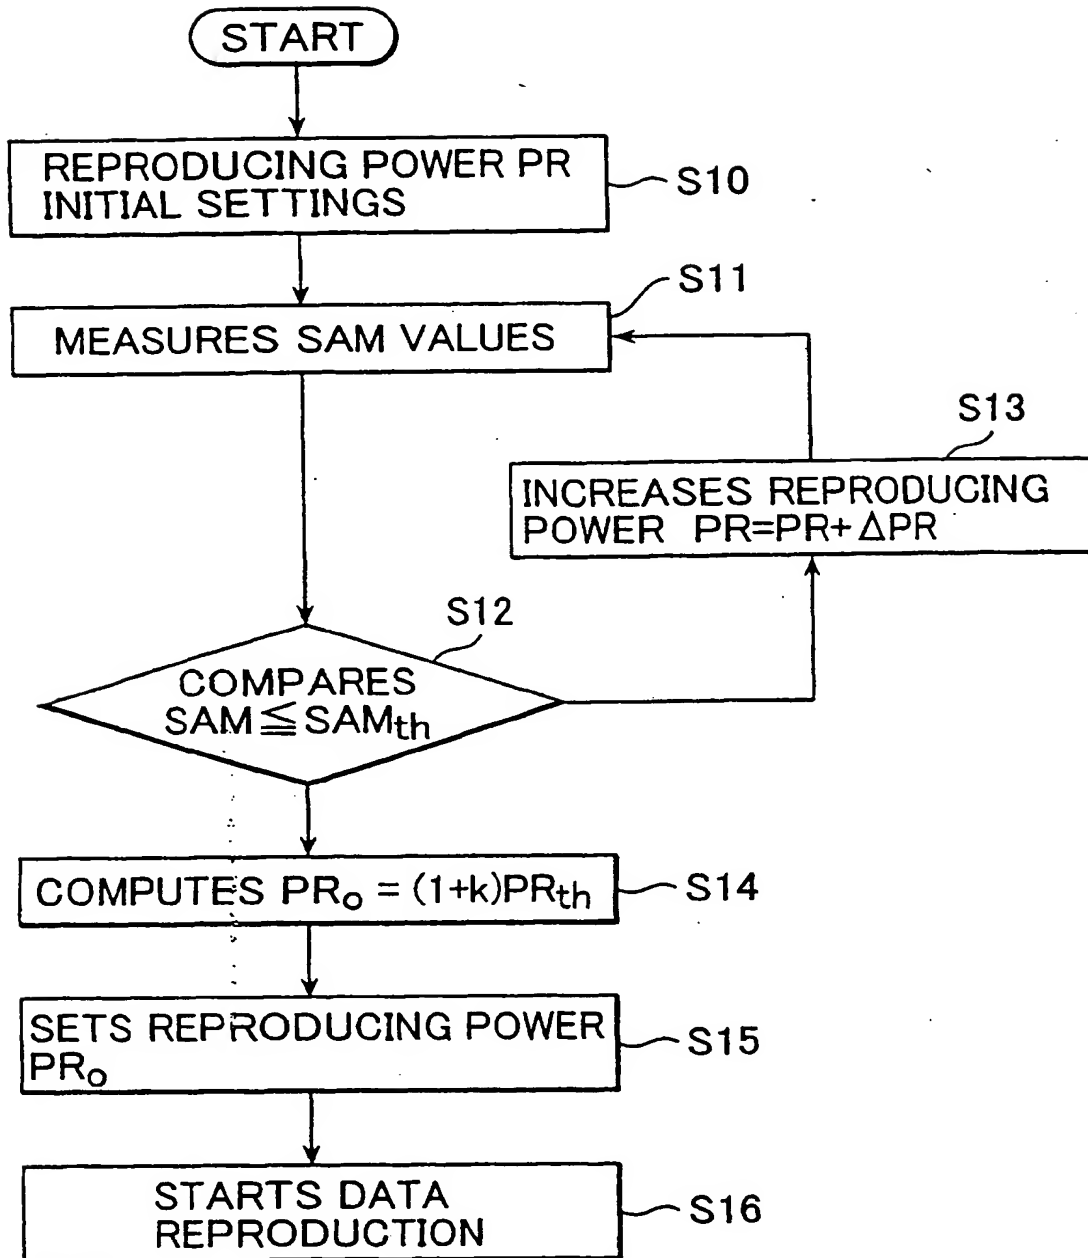 START
REPRODUCING POWER PR
INITIAL SETTINGS
S10
S11
MEASURES SAM VALUES
S13
INCREASES REPRODUCING
POWER PR=PR+ΔPR
S12
COMPARES
SAM≦SAMth
COMPUTES PRo = (1+k)PRth
S14
SETS REPRODUCING POWER
PRo
S15
STARTS DATA
REPRODUCTION
S16